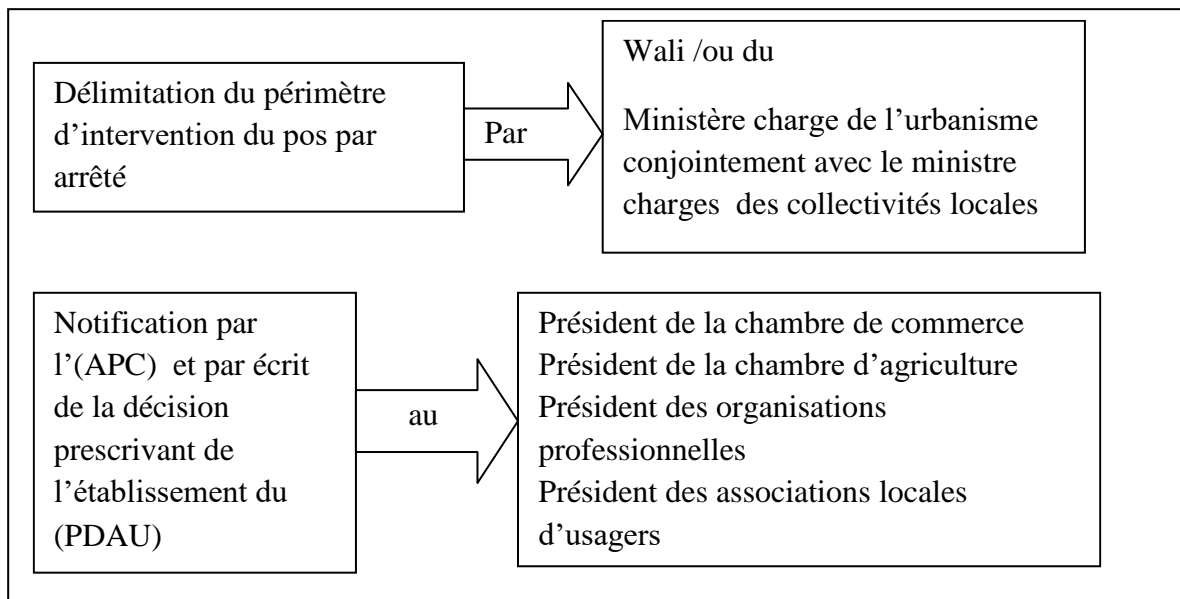 Délimitation du périmètre
d’intervention du pos par
arrêté
Par
Wali /ou du
Ministère charge de l’urbanisme
conjointement avec le ministre
charges des collectivités locales
Notification par
l’(APC) et par écrit
de la décision
prescrivant de
l’établissement du
(PDAU)
au
Président de la chambre de commerce
Président de la chambre d’agriculture
Président des organisations
professionnelles
Président des associations locales
d’usagers